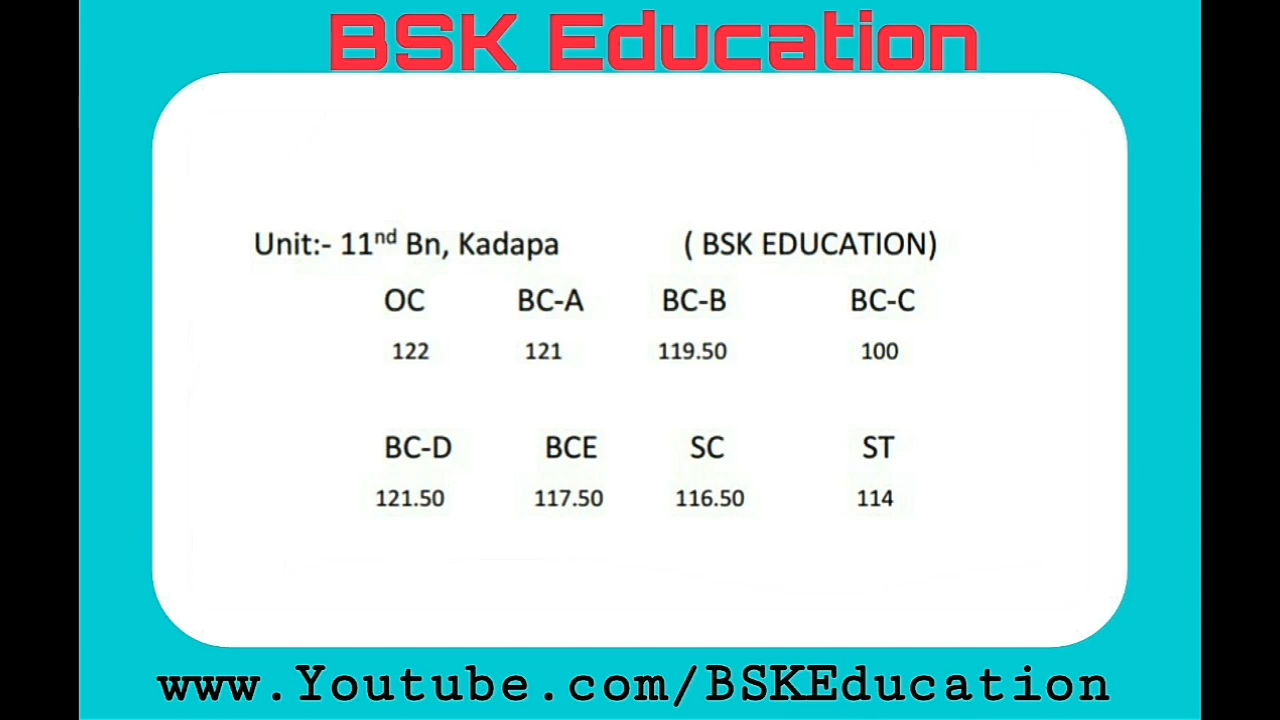 BSK Education
Unit:- 11nd Bn, Kadapa ( BSK EDUCATION)
OC BC-A BC-B BC-C
122 121 119.50 100
BC-D BCE SC ST
121.50 117.50 116.50 114
www.Youtube.com/BSKEducation